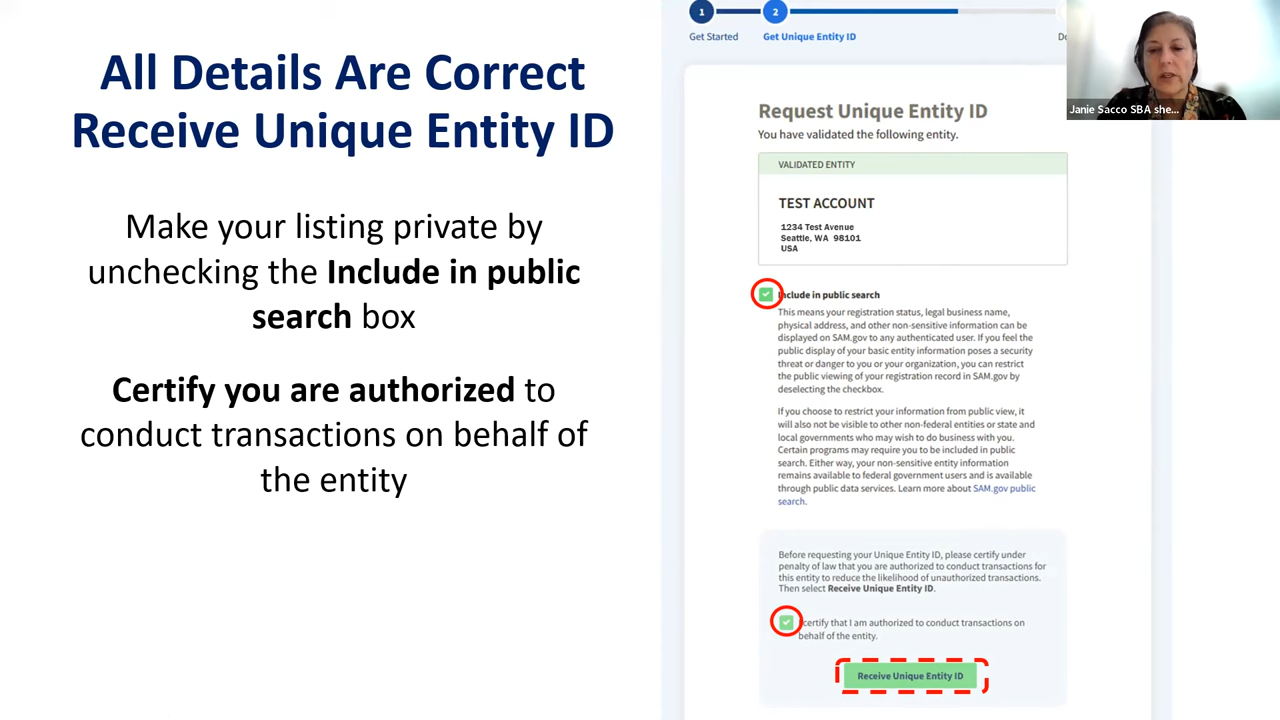 All Details Are Correct
Receive Unique Entity ID
Make your listing private by
unchecking the Include in public
search box
Certify you are authorized to
conduct transactions on behalf of
the entity
1
2
Get Started
Get Unique Entity ID
De
Janie Sacco SBA she...
Request Unique Entity ID
You have validated the following entity.
VALIDATED ENTITY
TEST ACCOUNT
1234 Test Avenue
Seattle, WA 98101
USA
Include in public search
This means your registration status, legal business name,
physical address, and other non-sensitive information can be
displayed on SAM.gov to any authenticated user. If you feel the
public display of your basic entity information poses a security
threat or danger to you or your organization, you can restrict
the public viewing of your registration record in SAM.gov by
deselecting the checkbox.
If you choose to restrict your information from public view, it
will also not be visible to other non-federal entities or state and
local governments who may wish to do business with you.
Certain programs may require you to be included in public
search. Either way, your non-sensitive entity information
remains available to federal government users and is available
through public data services. Learn more about SAM.gov public
search.
Before requesting your Unique Entity ID, please certify under
penalty of law that you are authorized to conduct transactions for
this entity to reduce the likelihood of unauthorized transactions.
Then select Receive Unique Entity ID.
I certify that I am authorized to conduct transactions on
behalf of the entity.
Receive Unique Entity ID